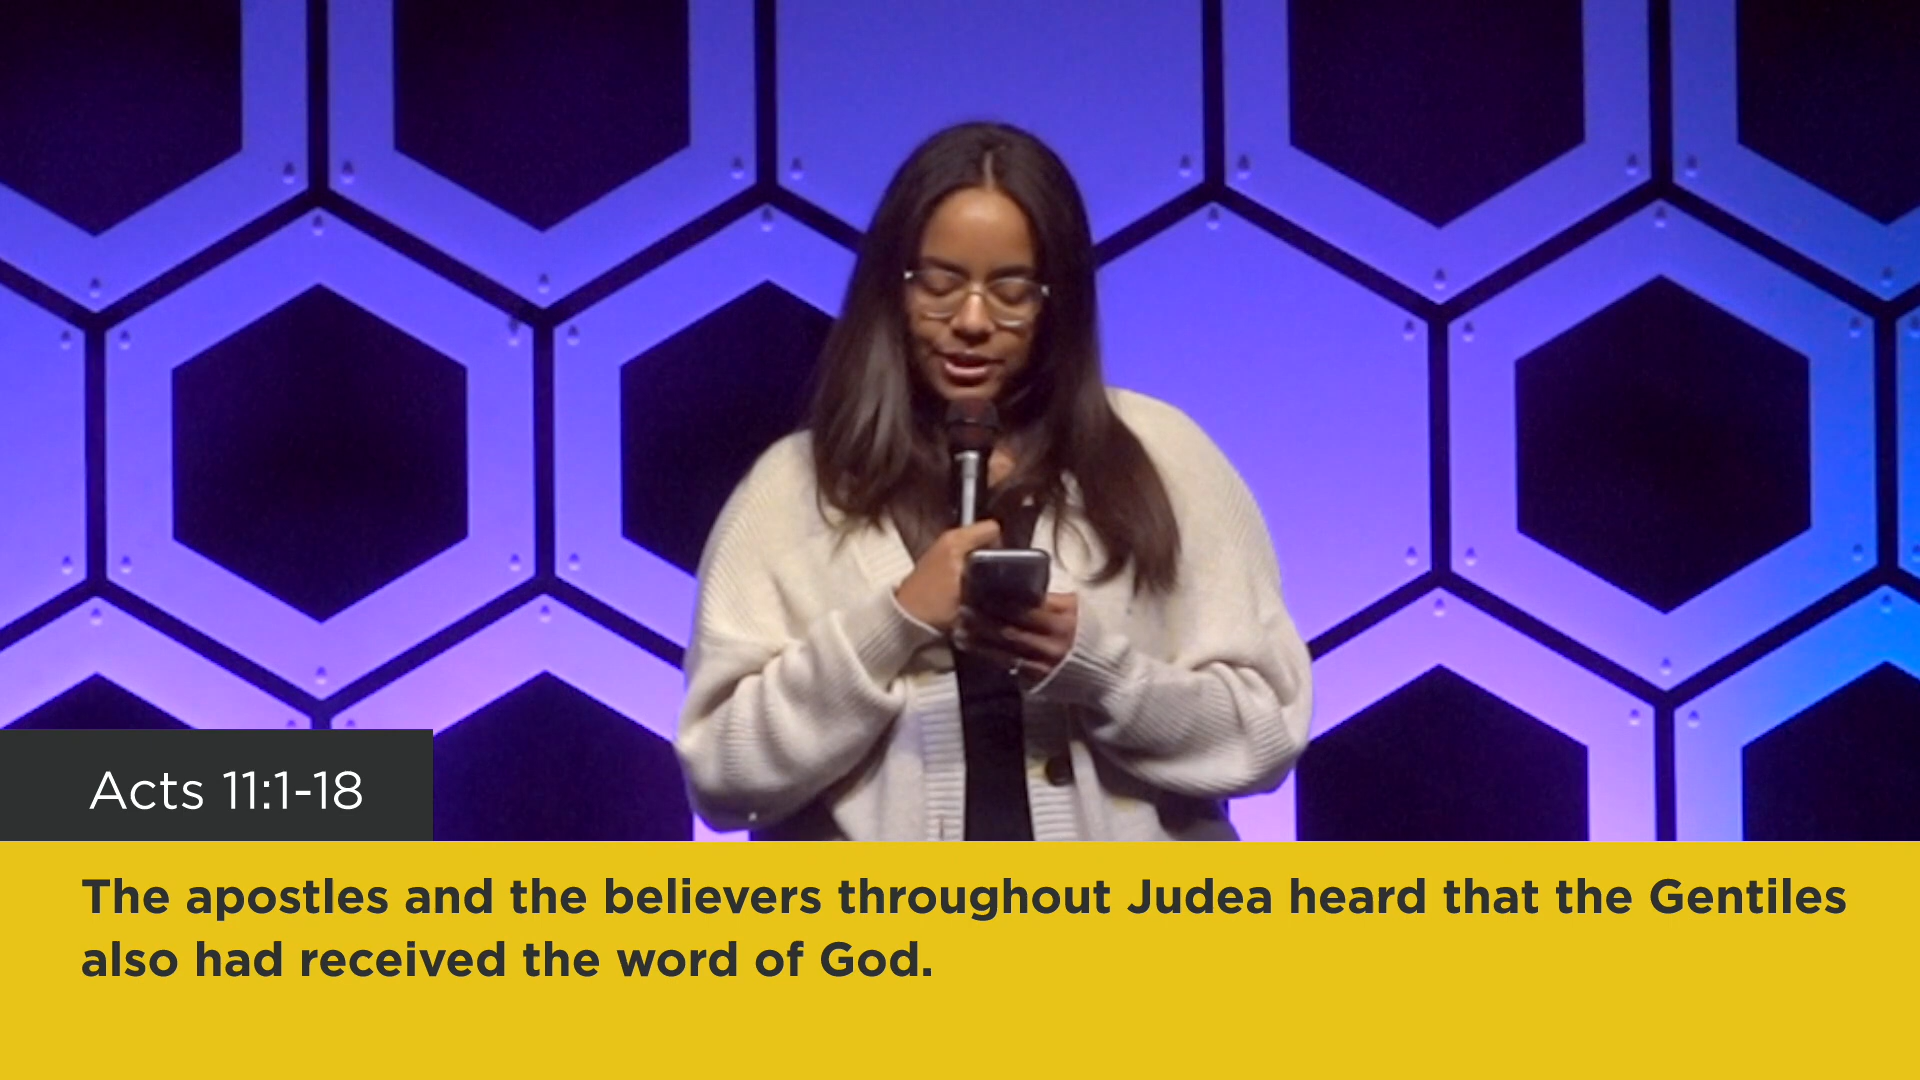 Acts 11:1-18
The apostles and the believers throughout Judea heard that the Gentiles
also had received the word of God.